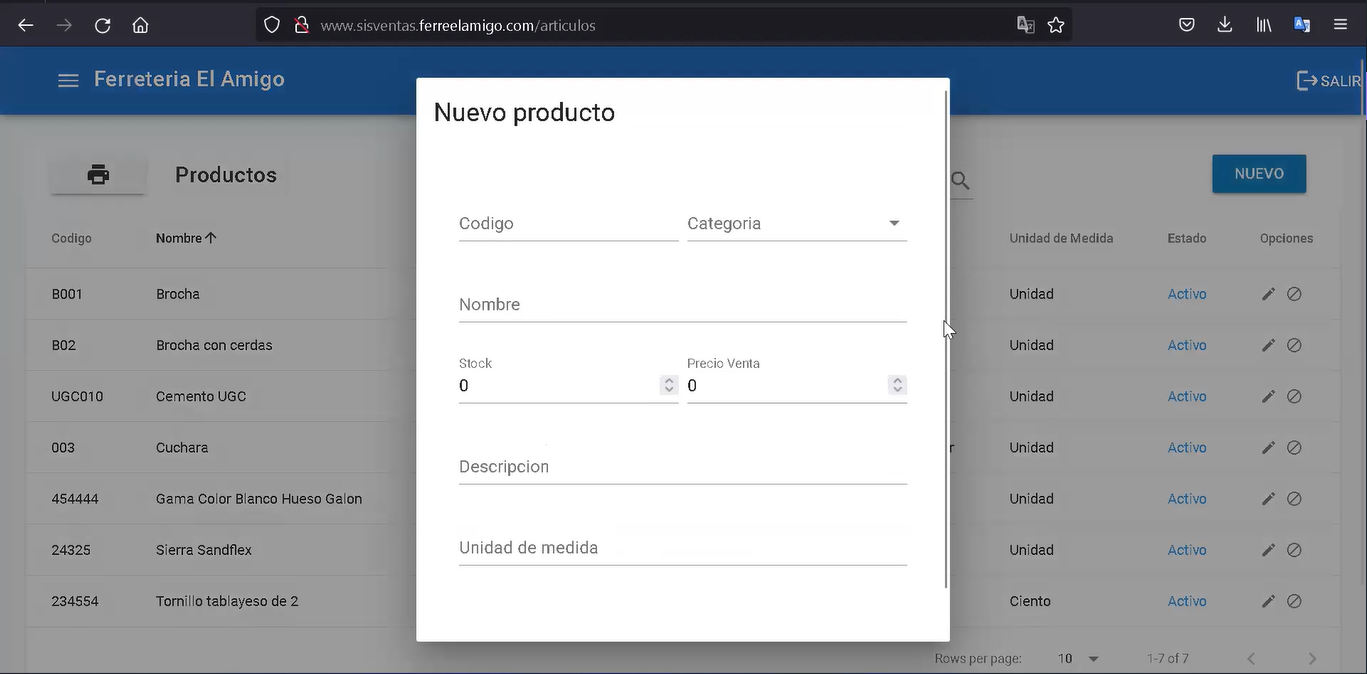 www.sisventas.ferreelamigo.com/articulos
Ferreteria El Amigo
SALIR
Nuevo producto
Productos
NUEVO
Codigo
Nombre
Unidad de Medida
Estado
Opciones
Codigo
Categoria
Nombre
Stock
0
Precio Venta
0
Descripcion
Unidad de medida
B001 Brocha Unidad Activo
B02 Brocha con cerdas Unidad Activo
UGC010 Cemento UGC Unidad Activo
003 Cuchara r Unidad Activo
454444 Gama Color Blanco Hueso Galon Unidad Activo
24325 Sierra Sandflex Unidad Activo
234554 Tornillo tablayeso de 2 Ciento Activo
Rows per page: 10 1-7 of 7